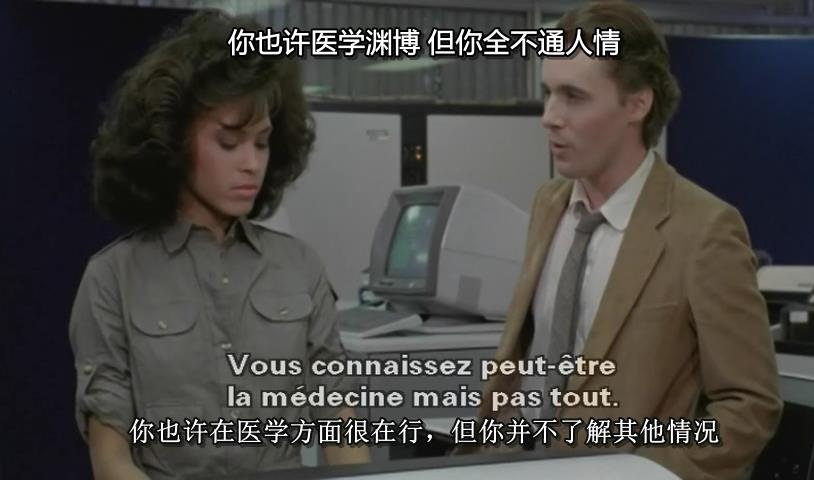 你也许医学渊博 但你全不通人情
Vous connaissez peut-être
la médecine mais pas tout.
你也许在医学方面很在行，但你并不了解其他情况